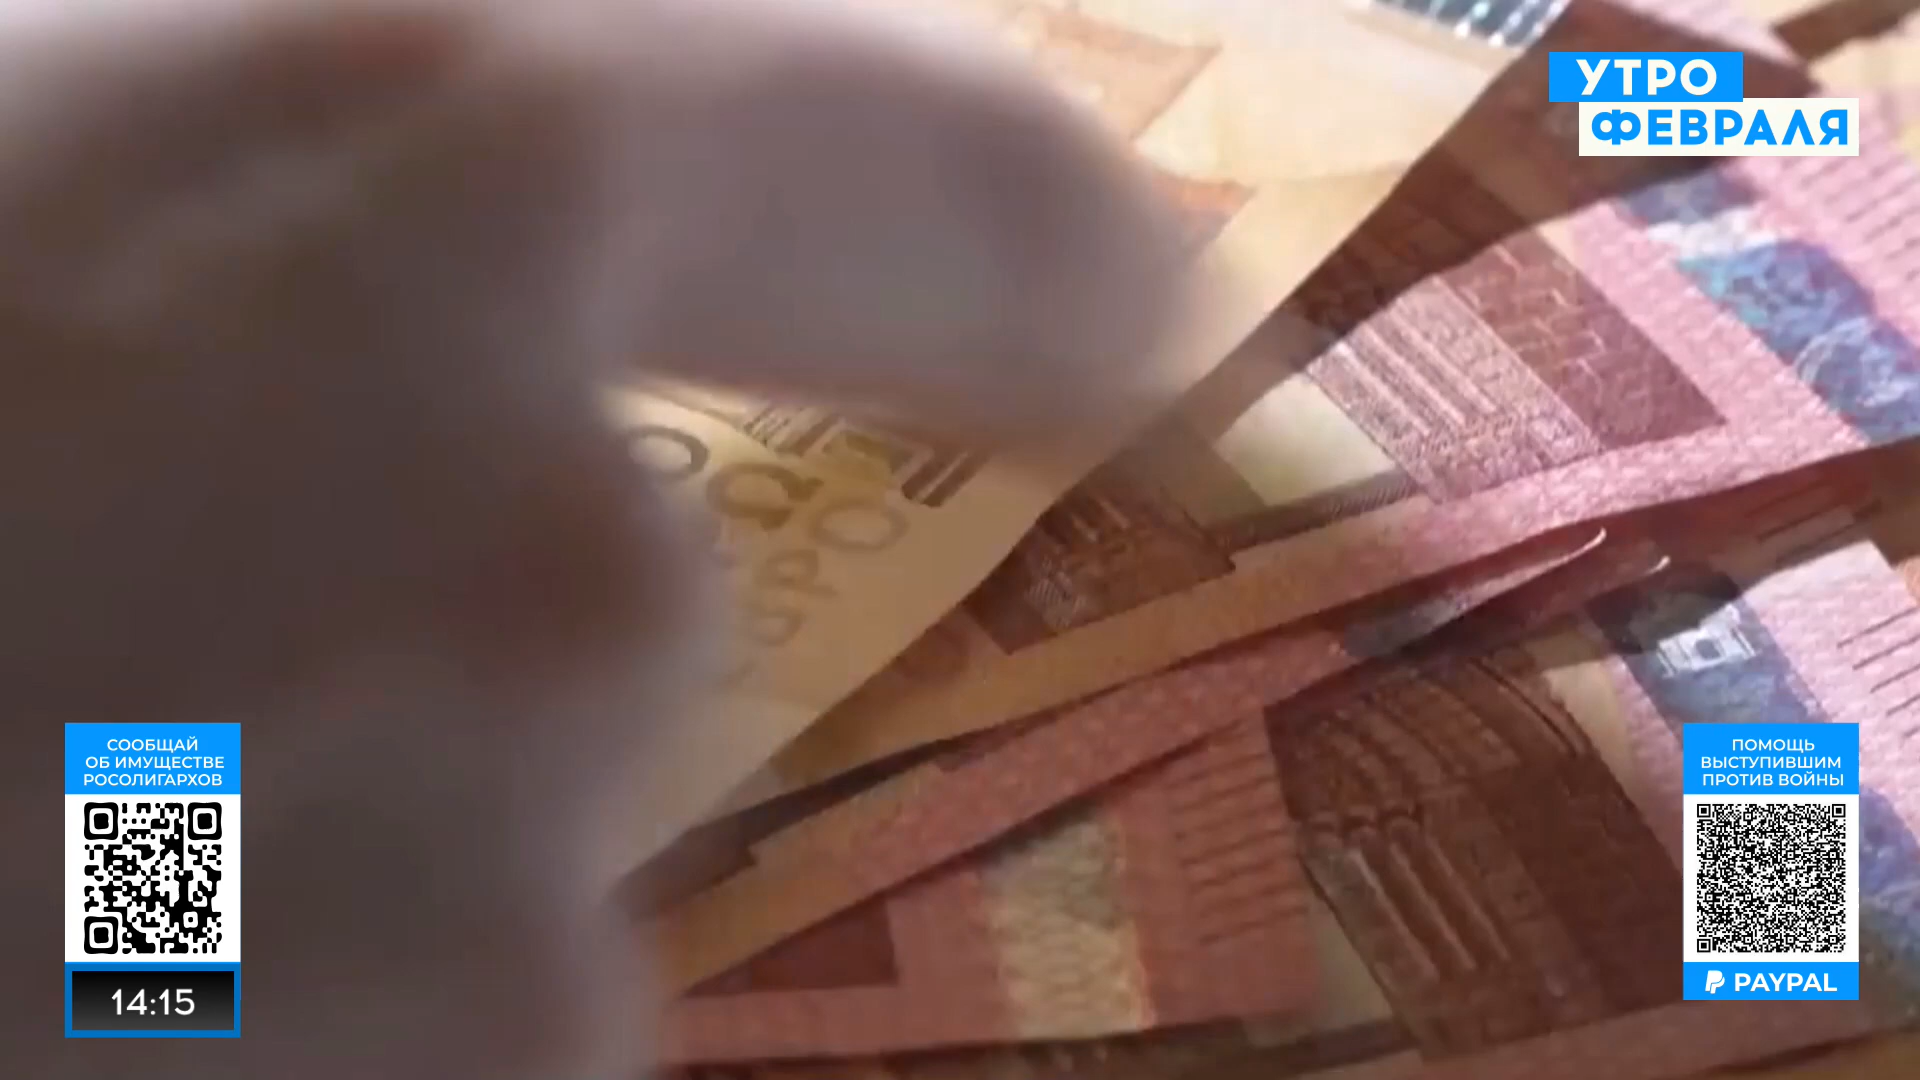 УТРО
ФЕВРАЛЯ
СООБЩАЙ
ОБ ИМУЩЕСТВЕ
РОСОЛИГАРХОВ
14:15
ПОМОЩЬ
ВЫСТУПИВШИМ
ПРОТИВ ВОЙНЫ
PAYPAL